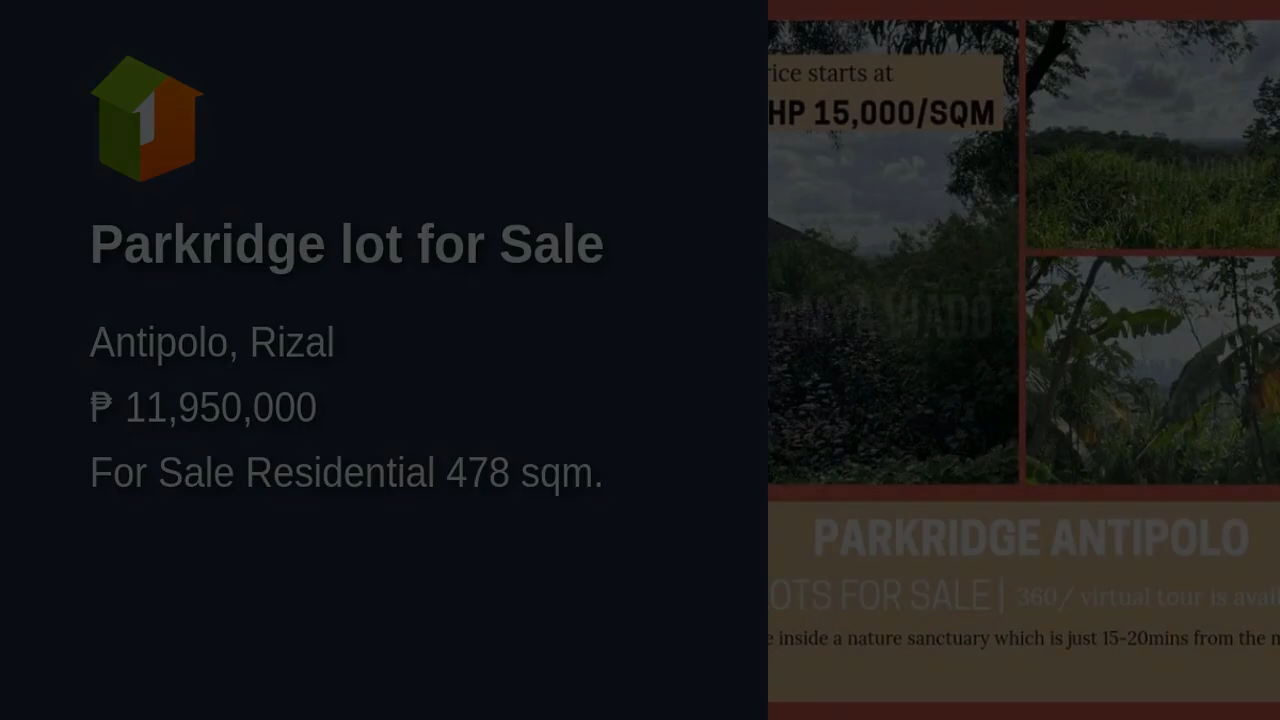 Parkridge lot for Sale
Antipolo, Rizal
₱ 11,950,000
For Sale Residential 478 sqm.
rice starts at
HP 15,000/SQM
PARKRIDGE ANTIPOLO
OTS FOR SALE | 360/ virtual tour is avail
e inside a nature sanctuary which is just 15-20mins from the m